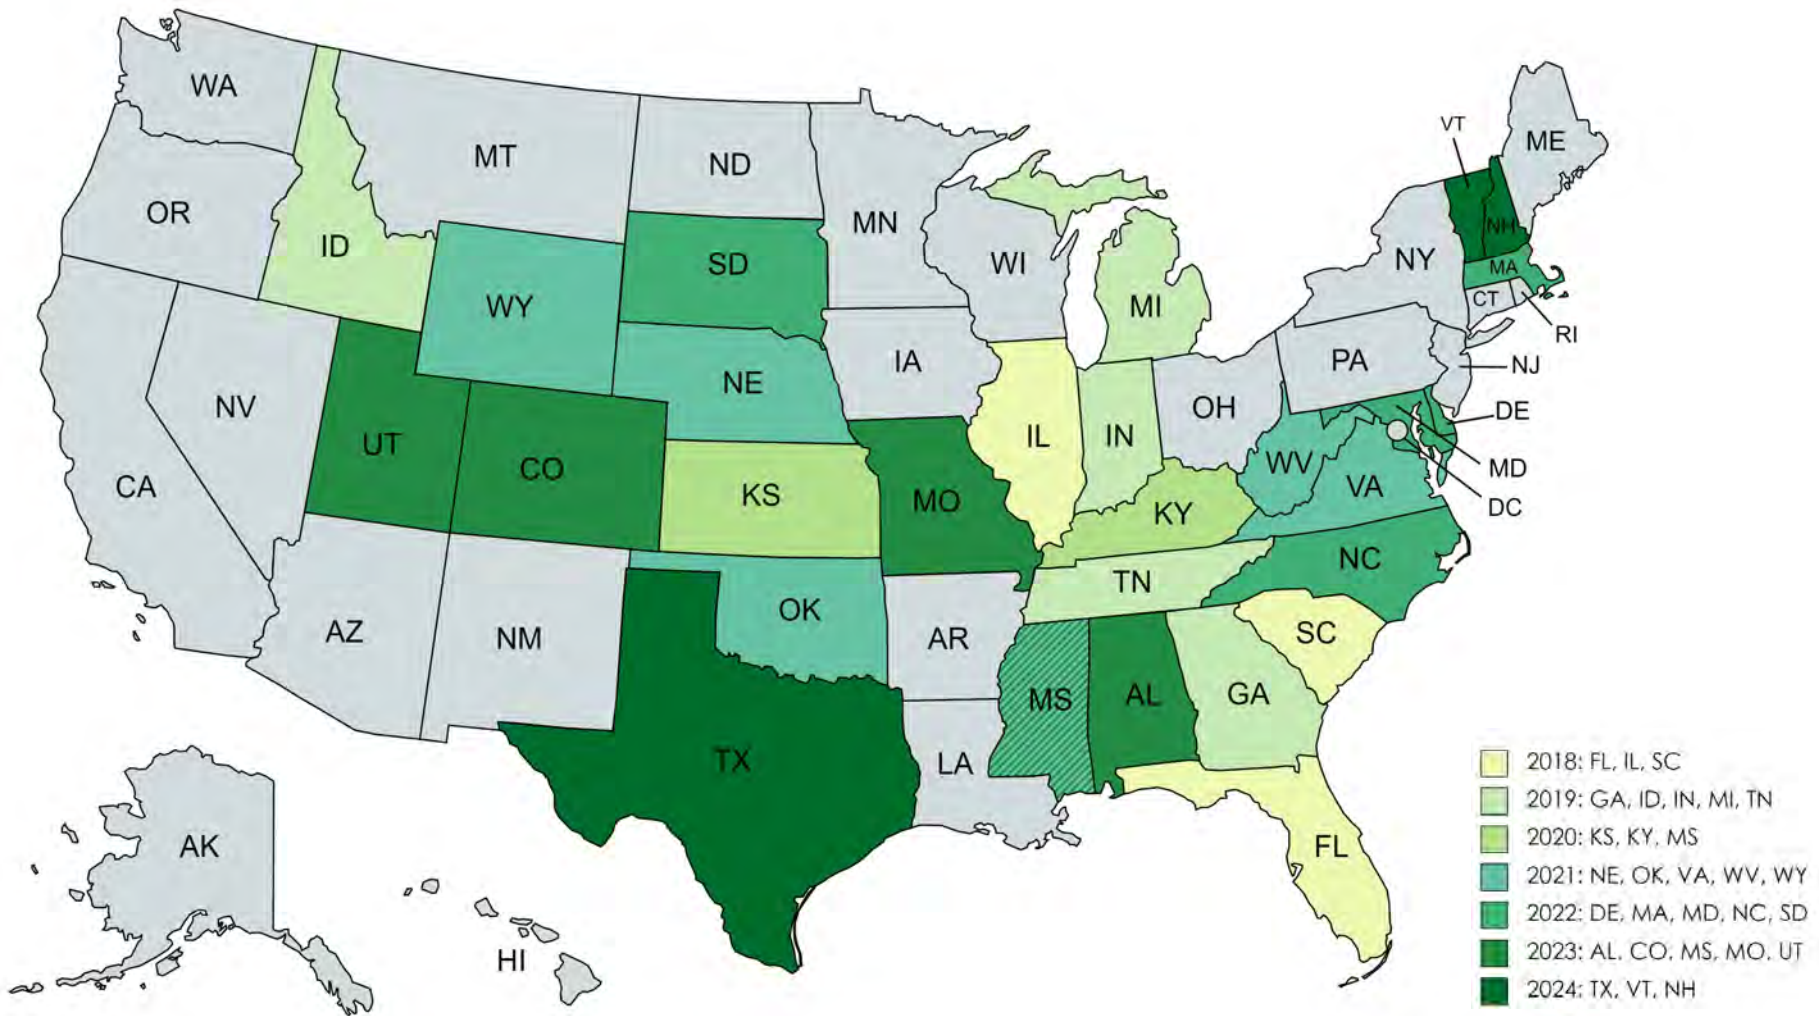 WA
MT
ND
MN
VT
ME
OR
ID
WY
SD
WI
MI
NY
NH
MA
CT
RI
NV
UT
CO
NE
IA
IL
IN
OH
PA
NJ
DE
MD
DC
CA
KS
MO
KY
WV
VA
AZ
NM
OK
AR
TN
NC
SC
TX
LA
MS
AL
GA
FL
AK
HI
2018: FL, IL, SC
2019: GA, ID, IN, MI, TN
2020: KS, KY, MS
2021: NE, OK, VA, WV, WY
2022: DE, MA, MD, NC, SD
2023: AL, CO, MS, MO, UT
2024: TX, VT, NH